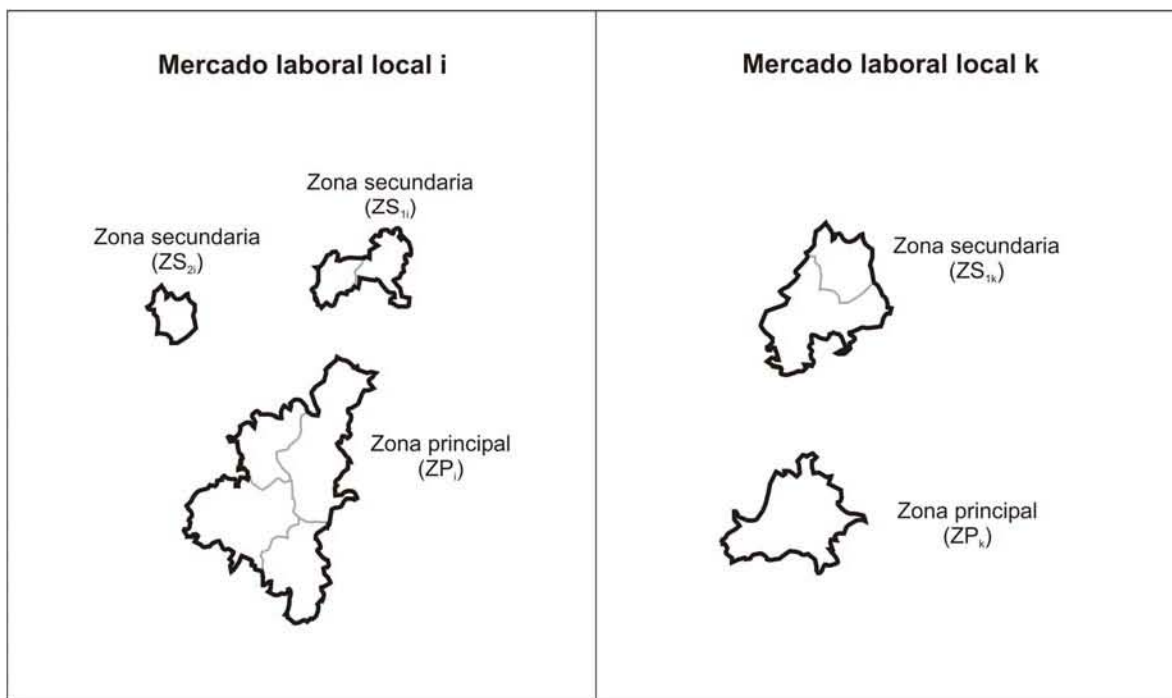 Mercado laboral local i
Zona secundaria
(ZS₁ᵢ)
Zona secundaria
(ZS₂ᵢ)
Zona principal
(ZPᵢ)
Mercado laboral local k
Zona secundaria
(ZS₁ₖ)
Zona principal
(ZPₖ)